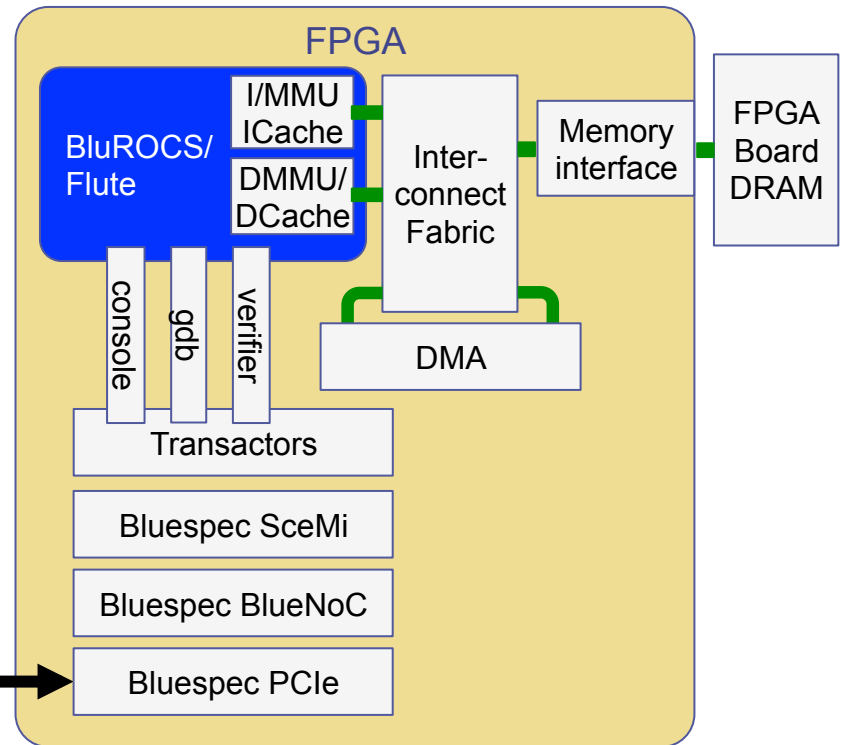 FPGA
BluROCS/
Flute
I/MMU
ICache
DMMU/
DCache
Inter-
connect
Fabric
Memory
interface
FPGA
Board
DRAM
console
gdb
verifier
DMA
Transactors
Bluespec SceMi
Bluespec BlueNoC
Bluespec PCIe